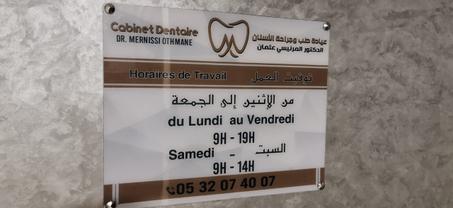 Cabinet Dentaire
DR. MERNISSI OTHMANE
عيادة طب وجراحة الأسنان
الدكتور المرنيسي عثمان
Horaires de Travail
توقيت العمل
من الإثنين إلى الجمعة
du Lundi au Vendredi
9H - 19H
Samedi - السبت
9H - 14H
05 32 07 40 07